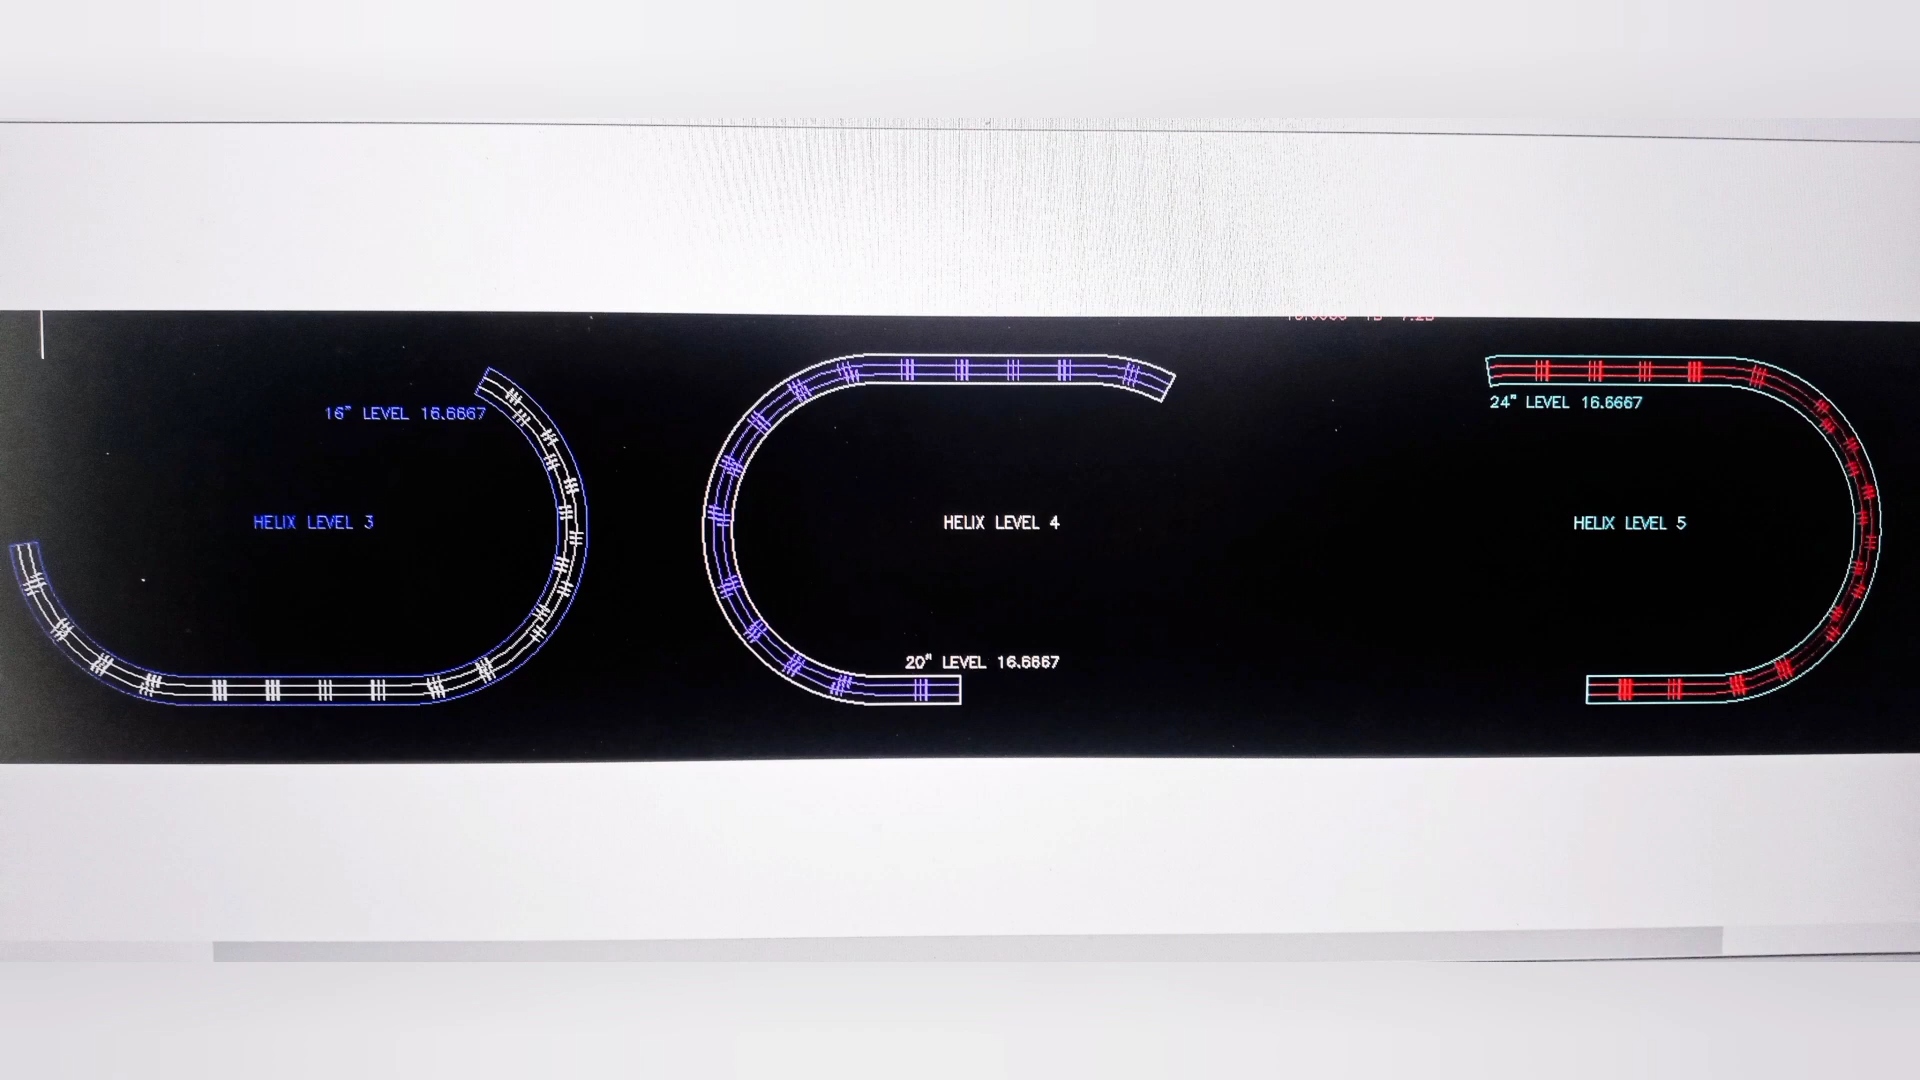 16" LEVEL 16.6667
HELIX LEVEL 3
HELIX LEVEL 4
20" LEVEL 16.6667
24" LEVEL 16.6667
HELIX LEVEL 5